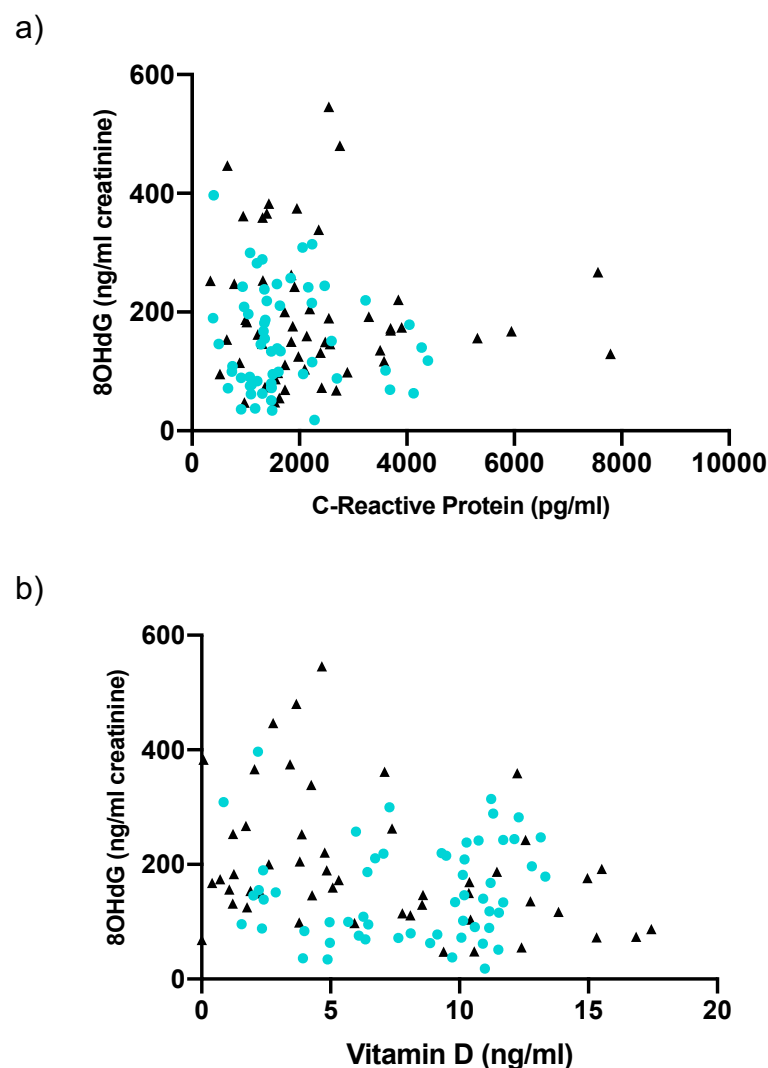 a)
600
400
200
0
8OHdG (ng/ml creatinine)
0 2000 4000 6000 8000 10000
C-Reactive Protein (pg/ml)
b)
600
400
200
0
8OHdG (ng/ml creatinine)
0 5 10 15 20
Vitamin D (ng/ml)